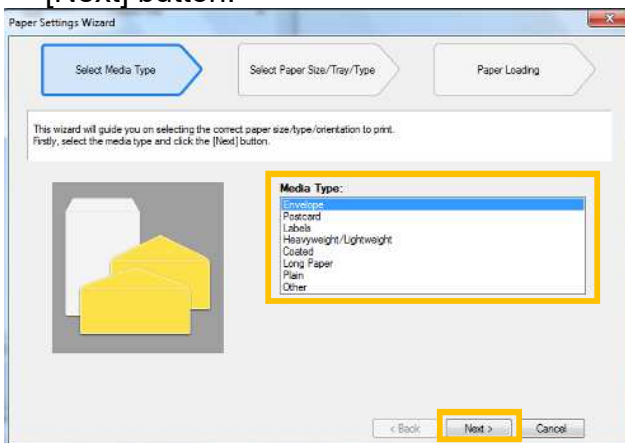 [Next] button.
Paper Settings Wizard
Select Media Type
Select Paper Size/Tray/Type
Paper Loading
This wizard will guide you on selecting the correct paper size/type/orientation to print.
Firstly, select the media type and click the [Next] button.
Media Type:
Envelope
Postcard
Labels
Heavyweight/Lightweight
Coated
Long Paper
Plain
Other
< Back
Next >
Cancel